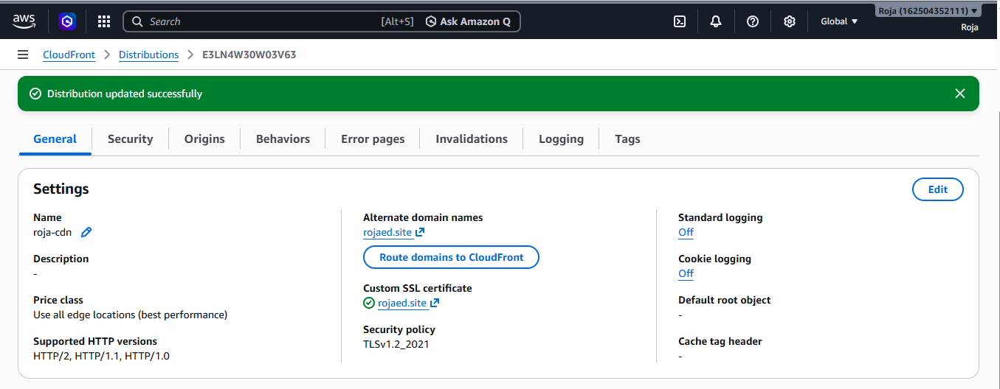 aws
Search [Alt+S] Ask Amazon Q
Global ▼
Roja (162504352111) ▼
Roja
CloudFront > Distributions > E3LN4W30W03V63
Distribution updated successfully
General Security Origins Behaviors Error pages Invalidations Logging Tags
Settings
Edit
Name
roja-cdn
Description
-
Price class
Use all edge locations (best performance)
Supported HTTP versions
HTTP/2, HTTP/1.1, HTTP/1.0
Alternate domain names
rojaed.site
Route domains to CloudFront
Custom SSL certificate
rojaed.site
Security policy
TLSv1.2_2021
Standard logging
Off
Cookie logging
Off
Default root object
-
Cache tag header
-